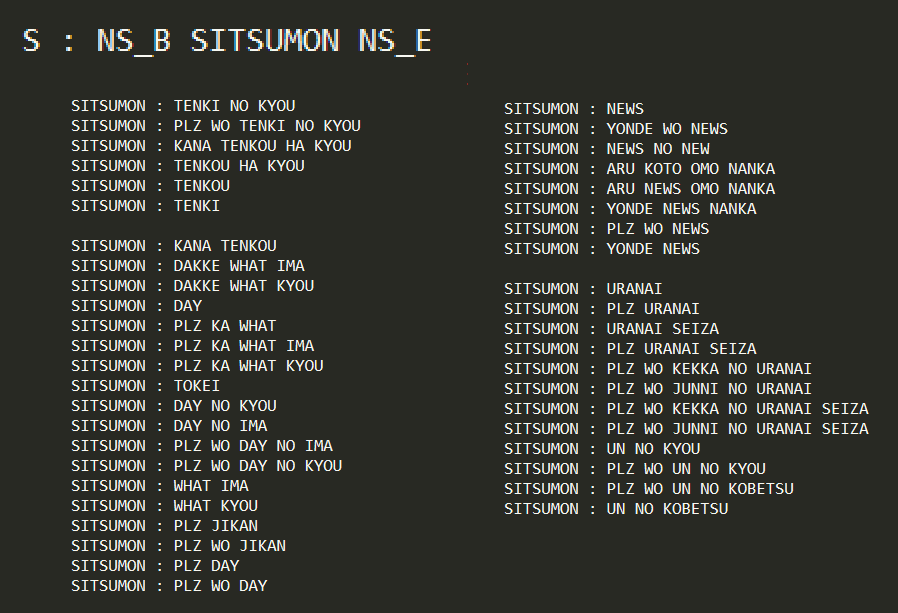 S : NS_B SITSUMON NS_E
SITSUMON : TENKI NO KYOU
SITSUMON : PLZ WO TENKI NO KYOU
SITSUMON : KANA TENKOU HA KYOU
SITSUMON : TENKOU HA KYOU
SITSUMON : TENKOU
SITSUMON : TENKI
SITSUMON : KANA TENKOU
SITSUMON : DAKKE WHAT IMA
SITSUMON : DAKKE WHAT KYOU
SITSUMON : DAY
SITSUMON : PLZ KA WHAT
SITSUMON : PLZ KA WHAT IMA
SITSUMON : PLZ KA WHAT KYOU
SITSUMON : TOKEI
SITSUMON : DAY NO KYOU
SITSUMON : DAY NO IMA
SITSUMON : PLZ WO DAY NO IMA
SITSUMON : PLZ WO DAY NO KYOU
SITSUMON : WHAT IMA
SITSUMON : WHAT KYOU
SITSUMON : PLZ JIKAN
SITSUMON : PLZ WO JIKAN
SITSUMON : PLZ DAY
SITSUMON : PLZ WO DAY
SITSUMON : NEWS
SITSUMON : YONDE WO NEWS
SITSUMON : NEWS NO NEW
SITSUMON : ARU KOTO OMO NANKA
SITSUMON : ARU NEWS OMO NANKA
SITSUMON : YONDE NEWS NANKA
SITSUMON : PLZ WO NEWS
SITSUMON : YONDE NEWS
SITSUMON : URANAI
SITSUMON : PLZ URANAI
SITSUMON : URANAI SEIZA
SITSUMON : PLZ URANAI SEIZA
SITSUMON : PLZ WO KEKKA NO URANAI
SITSUMON : PLZ WO JUNNI NO URANAI
SITSUMON : PLZ WO KEKKA NO URANAI SEIZA
SITSUMON : PLZ WO JUNNI NO URANAI SEIZA
SITSUMON : UN NO KYOU
SITSUMON : PLZ WO UN NO KYOU
SITSUMON : PLZ WO UN NO KOBETSU
SITSUMON : UN NO KOBETSU